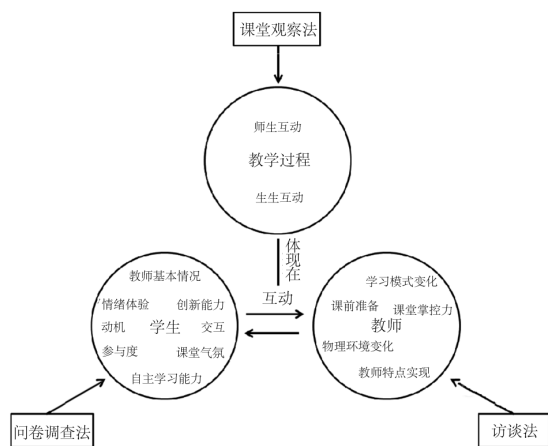 课堂观察法
师生互动
教学过程
生生互动
体现在
互动
教师基本情况
情绪体验 创新能力
动机 学生 交互
参与度 课堂气氛
自主学习能力
学习模式变化
课前准备 课堂掌控力
教师
物理环境变化
教师特点实现
问卷调查法
访谈法